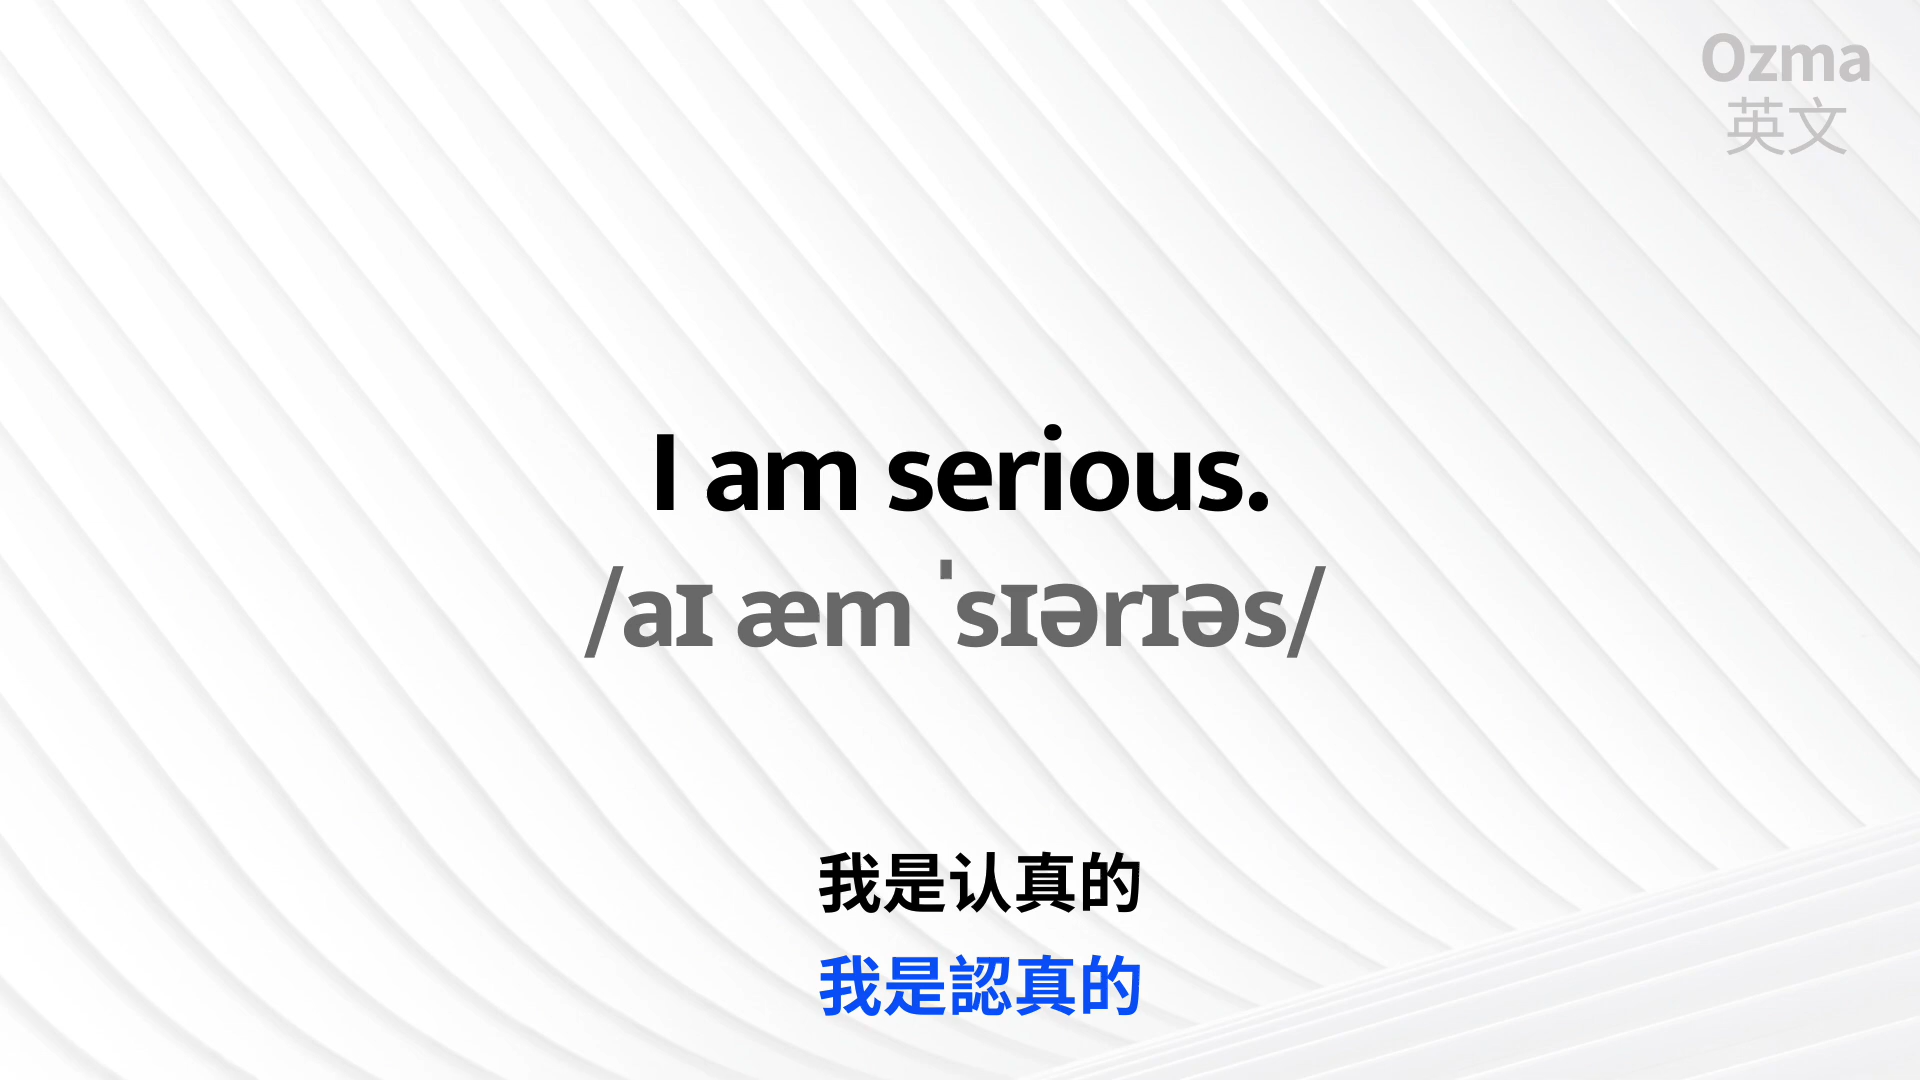 Ozma
英文
I am serious.
/aɪ æm ˈsɪərɪəs/
我是认真的
我是認真的